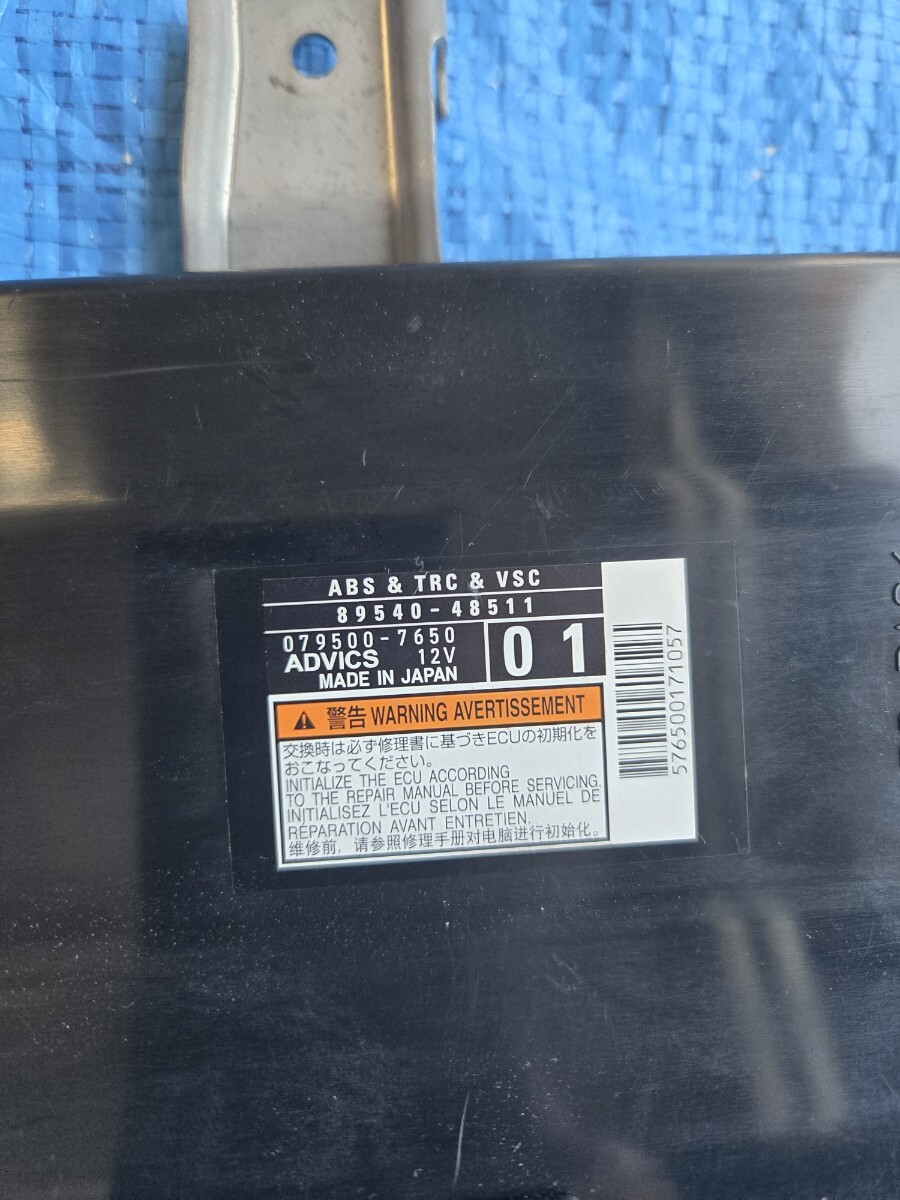 ABS & TRC & VSC
89540-48511
079500-7650
ADVICS 12V
MADE IN JAPAN
01
警告 WARNING AVERTISSEMENT
交換時は必ず修理書に基づきECUの初期化を
おこなってください。
INITIALIZE THE ECU ACCORDING
TO THE REPAIR MANUAL BEFORE SERVICING.
INITIALISEZ L'ECU SELON LE MANUEL DE
RÉPARATION AVANT ENTRETIEN.
维修前，请参照修理手册对电脑进行初始化。
576500171057